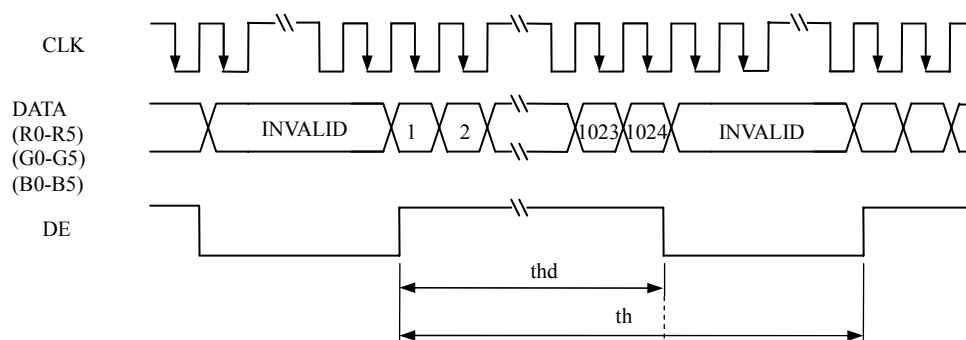 CLK
DATA
(R0-R5)
(G0-G5)
(B0-B5)
INVALID 1 2 1023 1024 INVALID
DE
thd
th